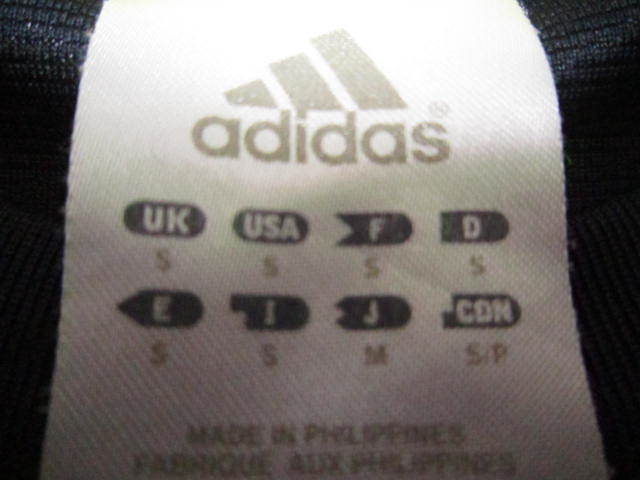 adidas®
UK USA F D
S S S S
E I J CDN
S S M S/P
MADE IN PHILIPPINES
FABRIQUE AUX PHILIPPINES